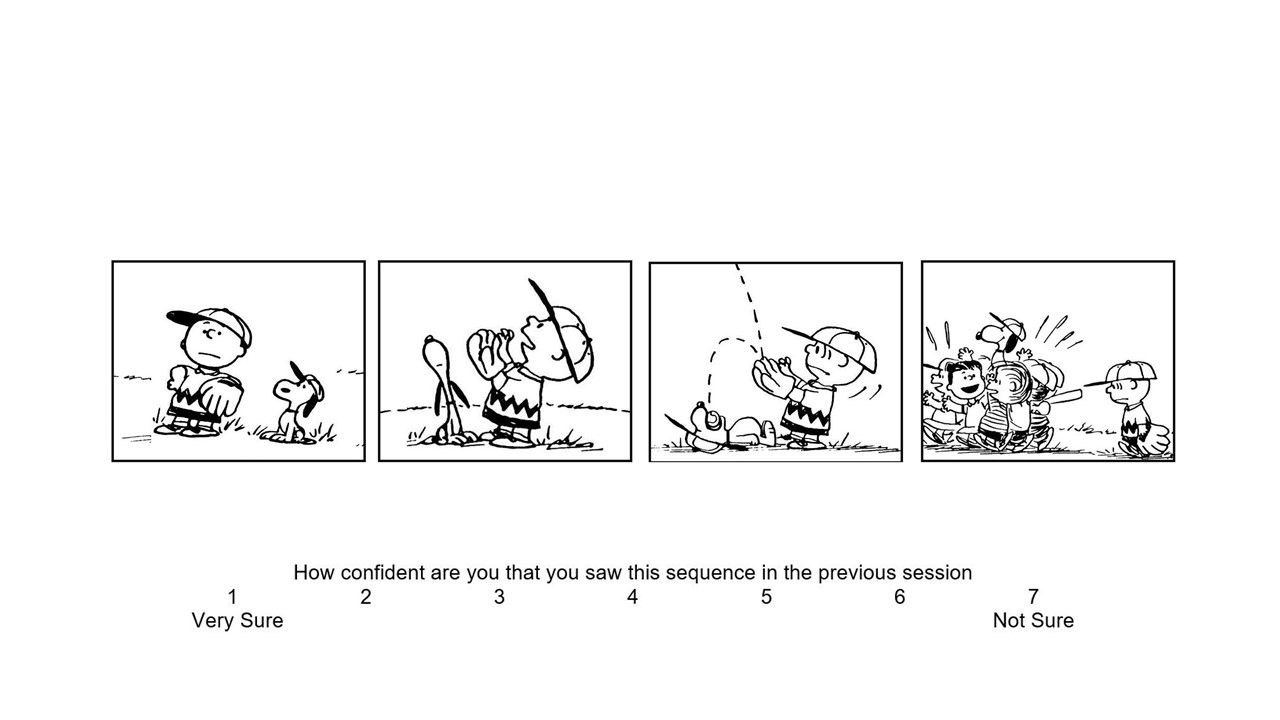 How confident are you that you saw this sequence in the previous session
1 2 3 4 5 6 7
Very Sure Not Sure